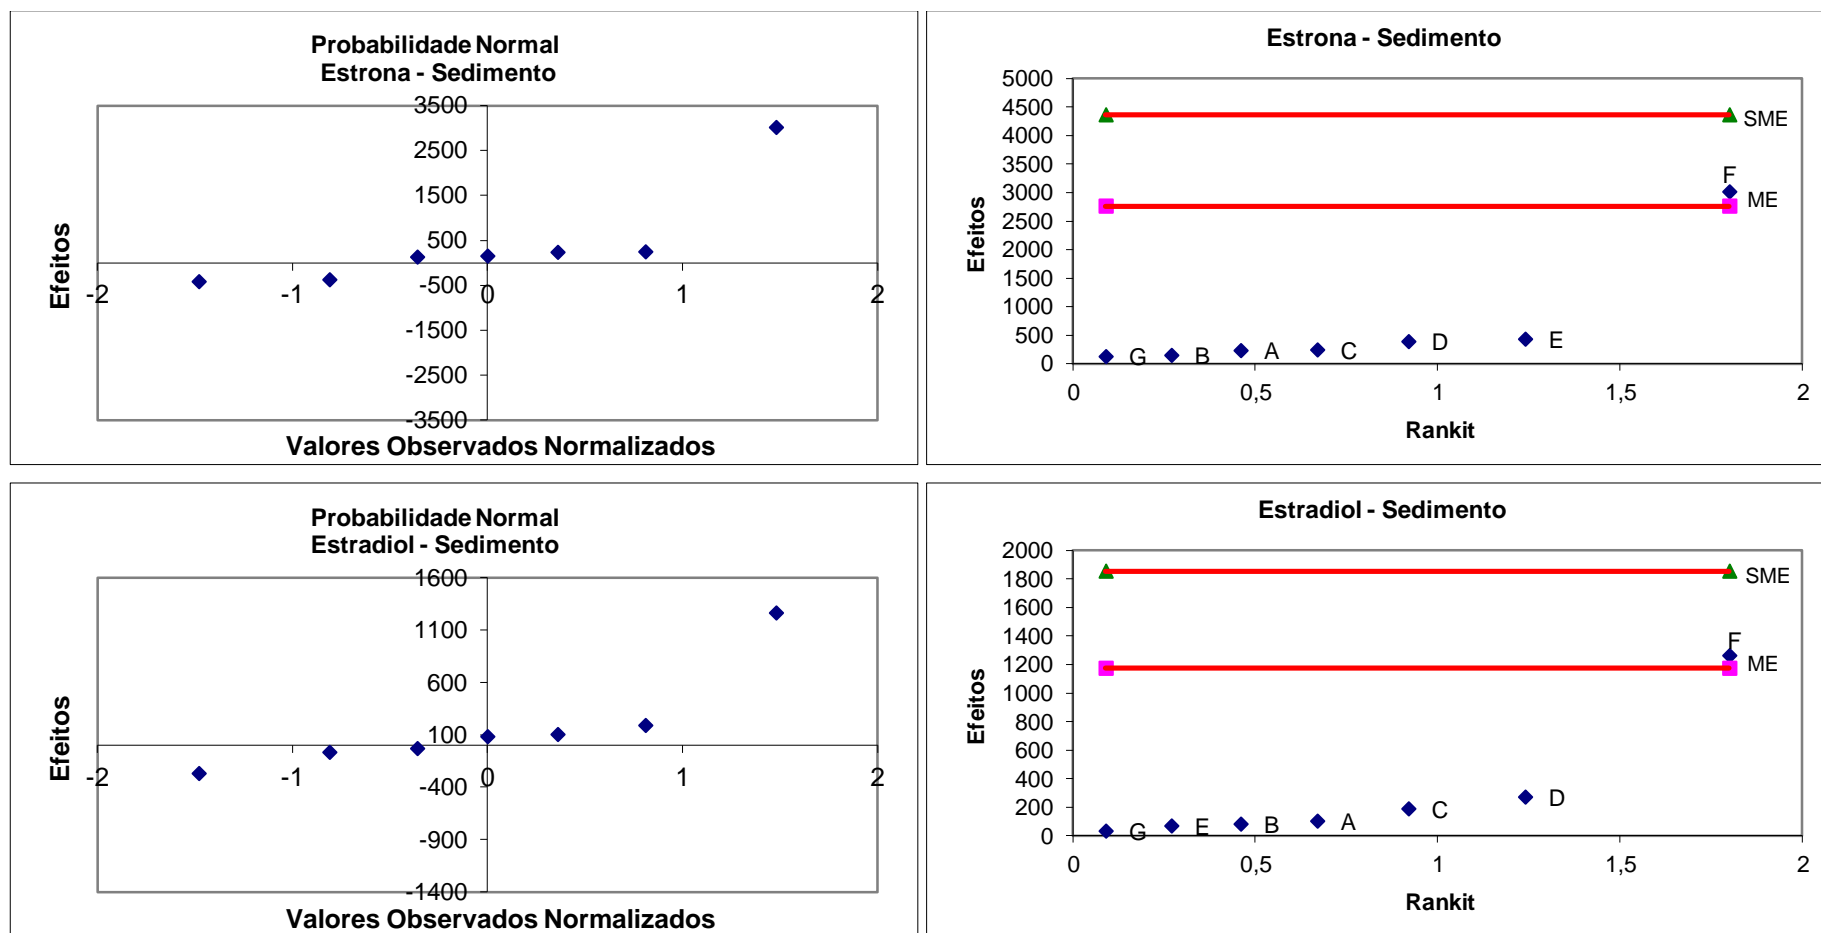 Probabilidade Normal
Estrona - Sedimento
3500
2500
1500
500
-500
-1500
-2500
-3500
-2
-1
0
1
2
Efeitos
Valores Observados Normalizados
Estrona - Sedimento
5000
4500
4000
3500
3000
2500
2000
1500
1000
500
0
SME
F
ME
G
B
A
C
D
E
0
0,5
1
1,5
2
Efeitos
Rankit
Probabilidade Normal
Estradiol - Sedimento
1600
1100
600
100
-400
-900
-1400
-2
-1
0
1
2
Efeitos
Valores Observados Normalizados
Estradiol - Sedimento
2000
1800
1600
1400
1200
1000
800
600
400
200
0
SME
F
ME
G
E
B
A
C
D
0
0,5
1
1,5
2
Efeitos
Rankit